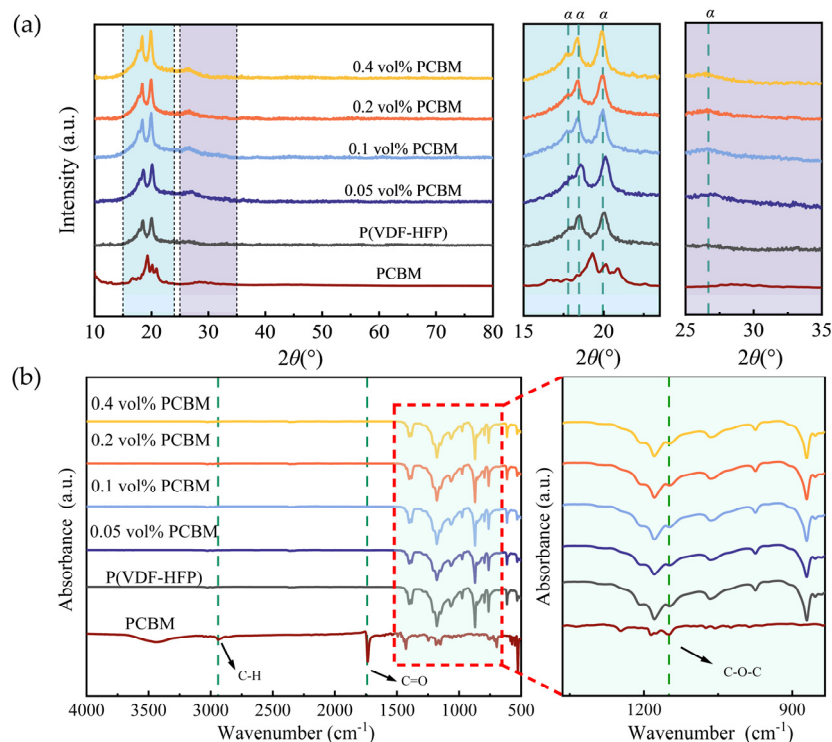 (a)
Intensity (a.u.)
0.4 vol% PCBM
0.2 vol% PCBM
0.1 vol% PCBM
0.05 vol% PCBM
P(VDF-HFP)
PCBM
10 20 30 40 50 60 70 80
2θ(°)
α α α
15 20
2θ(°)
α
25 30 35
2θ(°)
(b)
Absorbance (a.u.)
0.4 vol% PCBM
0.2 vol% PCBM
0.1 vol% PCBM
0.05 vol% PCBM
P(VDF-HFP)
PCBM
C-H
C=O
4000 3500 3000 2500 2000 1500 1000 500
Wavenumber (cm⁻¹)
Absorbance (a.u.)
C-O-C
1200 900
Wavenumber (cm⁻¹)